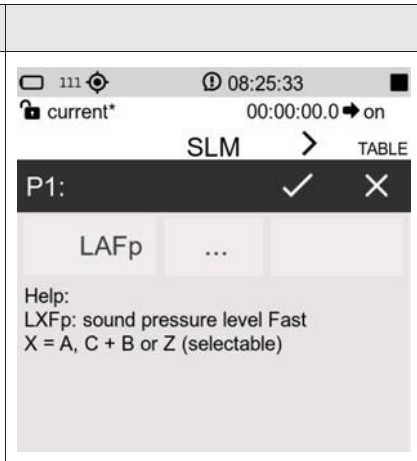 111 08:25:33
current* 00:00:00.0 on
SLM > TABLE
P1:
LAFp ...
Help:
LXFp: sound pressure level Fast
X = A, C + B or Z (selectable)